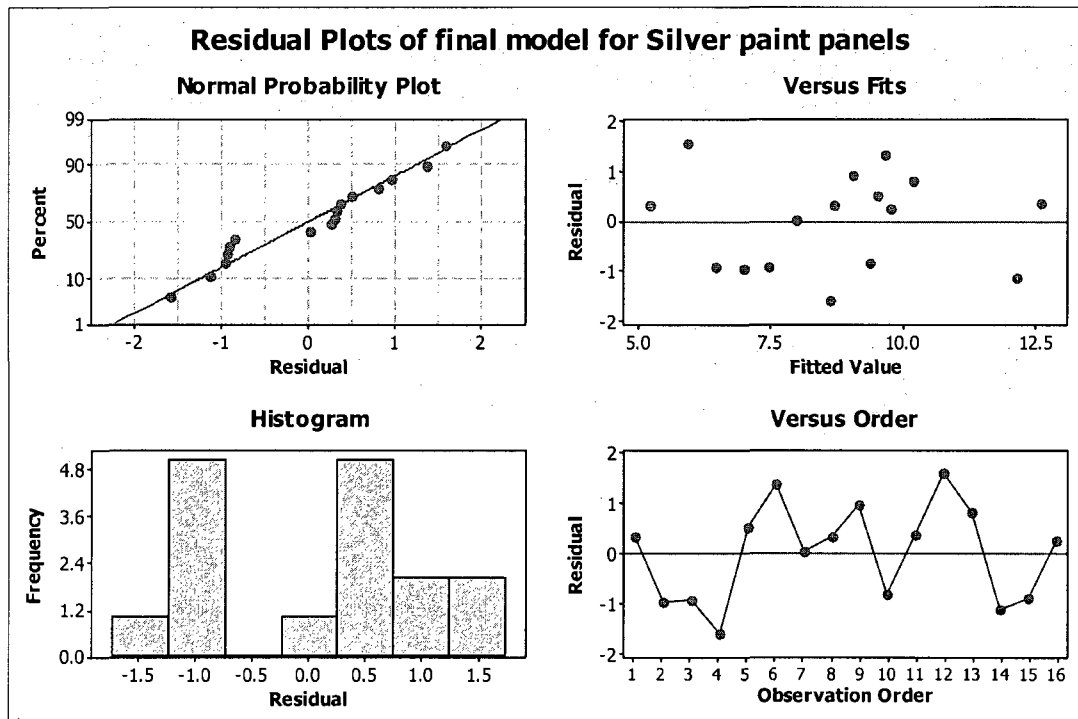 Residual Plots of final model for Silver paint panels
Normal Probability Plot
99
90
50
10
1
Percent
-2 -1 0 1 2
Residual
Versus Fits
2
1
0
-1
-2
Residual
5.0 7.5 10.0 12.5
Fitted Value
Histogram
4.8
3.6
2.4
1.2
0.0
Frequency
-1.5 -1.0 -0.5 0.0 0.5 1.0 1.5
Residual
Versus Order
2
1
0
-1
-2
Residual
1 2 3 4 5 6 7 8 9 10 11 12 13 14 15 16
Observation Order